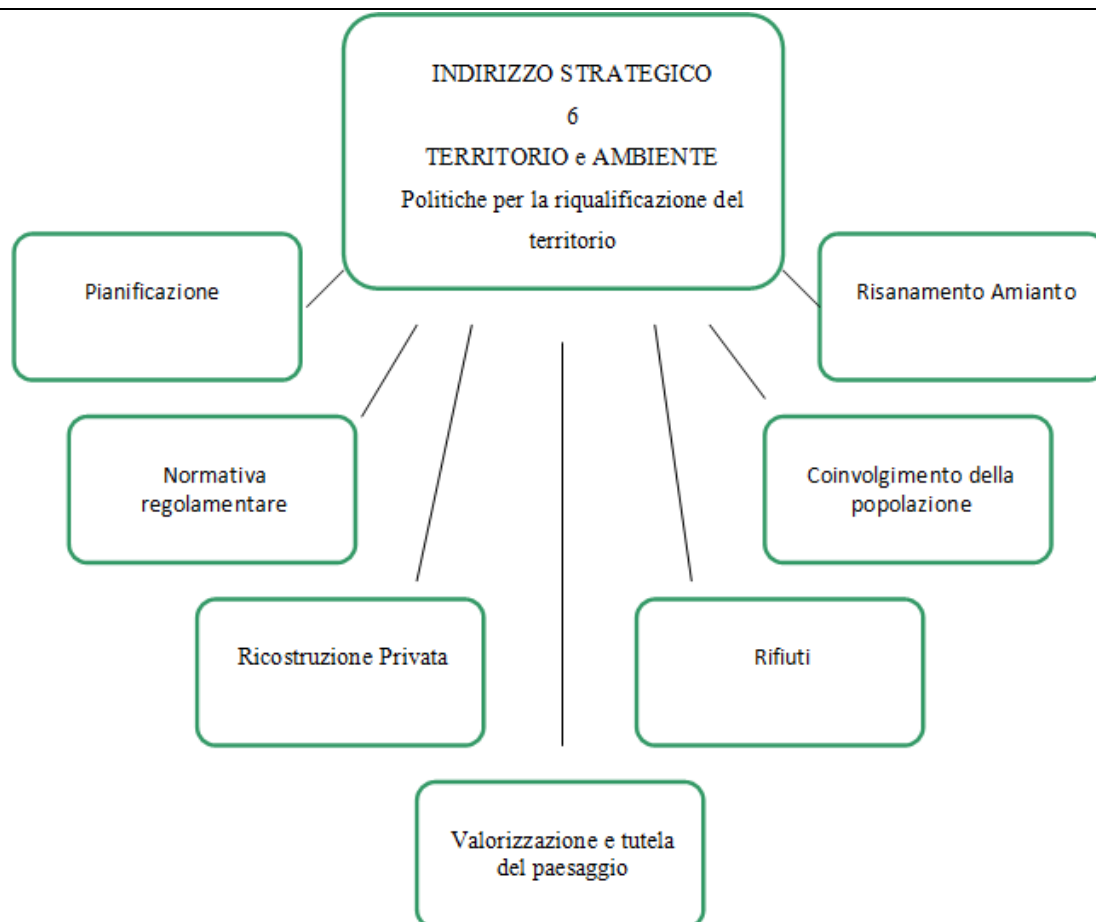 INDIRIZZO STRATEGICO
6
TERRITORIO e AMBIENTE
Politiche per la riqualificazione del
territorio
Pianificazione
Risanamento Amianto
Normativa
regolamentare
Coinvolgimento della
popolazione
Ricostruzione Privata
Rifiuti
Valorizzazione e tutela
del paesaggio